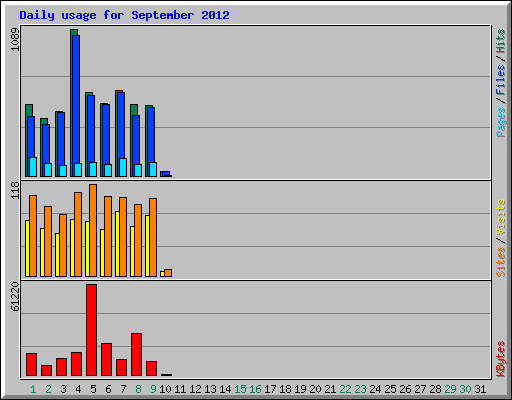 Daily usage for September 2012
1089
Pages / Files / Hits
118
Sites / Visits
61220
KBytes
1 2 3 4 5 6 7 8 9 10 11 12 13 14 15 16 17 18 19 20 21 22 23 24 25 26 27 28 29 30 31